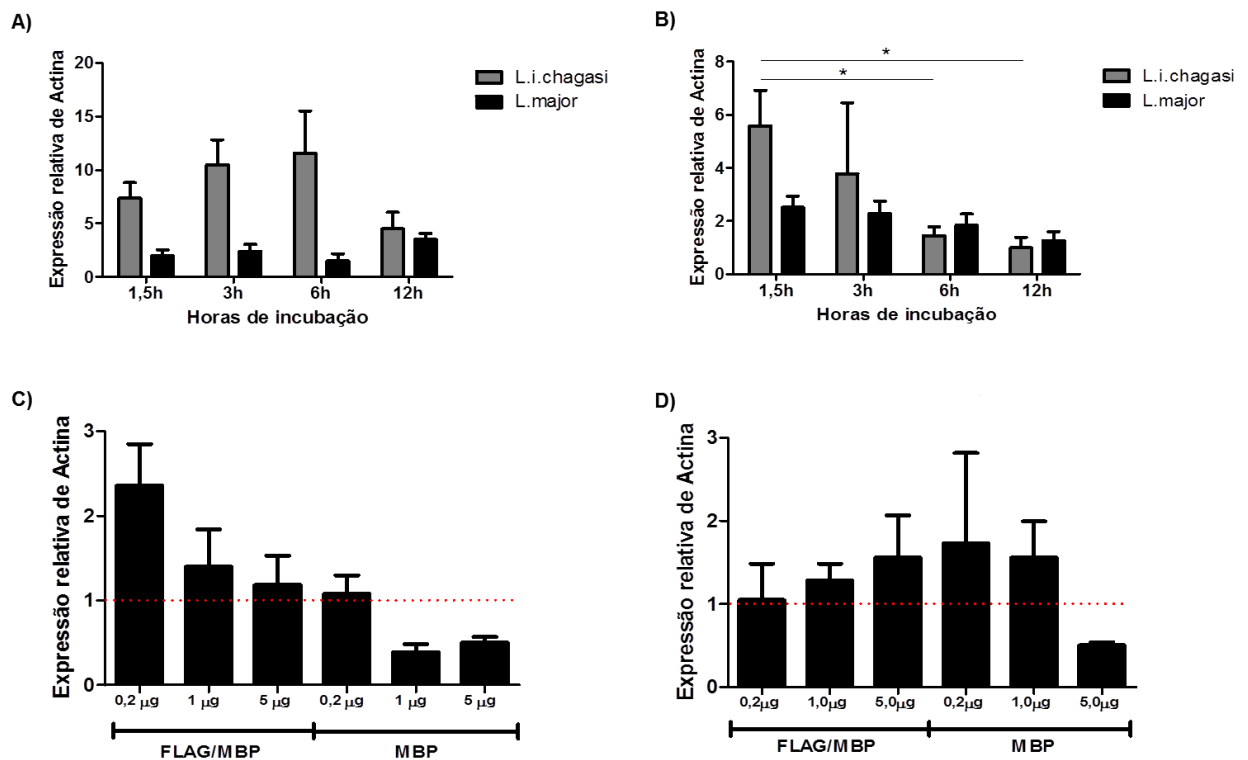 A)
Expressão relativa de Actina
20
15
10
5
0
1,5h 3h 6h 12h
Horas de incubação
L.i.chagasi
L.major
B)
Expressão relativa de Actina
8
6
4
2
0
* 
*
1,5h 3h 6h 12h
Horas de incubação
L.i.chagasi
L.major
C)
Expressão relativa de Actina
3
2
1
0
0,2 µg 1 µg 5 µg 0,2 µg 1 µg 5 µg
FLAG/MBP MBP
D)
Expressão relativa de Actina
3
2
1
0
0,2µg 1,0µg 5,0µg 0,2µg 1,0µg 5,0µg
FLAG/MBP MBP